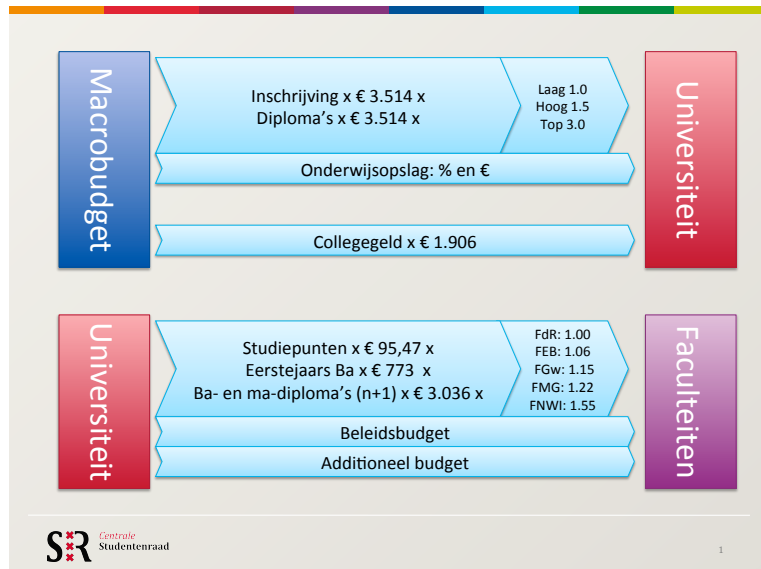 Macrobudget
Inschrijving x € 3.514 x
Diploma's x € 3.514 x
Laag 1.0
Hoog 1.5
Top 3.0
Onderwijsopslag: % en €
Collegegeld x € 1.906
Universiteit
Universiteit
Studiepunten x € 95,47 x
Eerstejaars Ba x € 773  x
Ba- en ma-diploma's (n+1) x € 3.036 x
FdR: 1.00
FEB: 1.06
FGw: 1.15
FMG: 1.22
FNWI: 1.55
Beleidsbudget
Additioneel budget
Faculteiten
SR
Centrale
Studentenraad
1